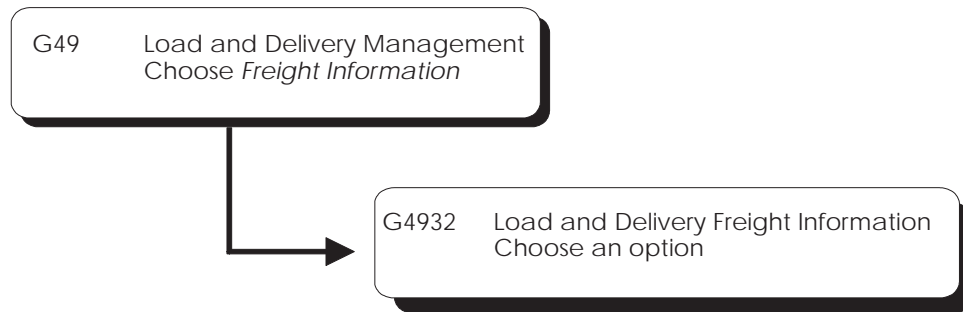 G49 Load and Delivery Management
Choose Freight Information
G4932 Load and Delivery Freight Information
Choose an option